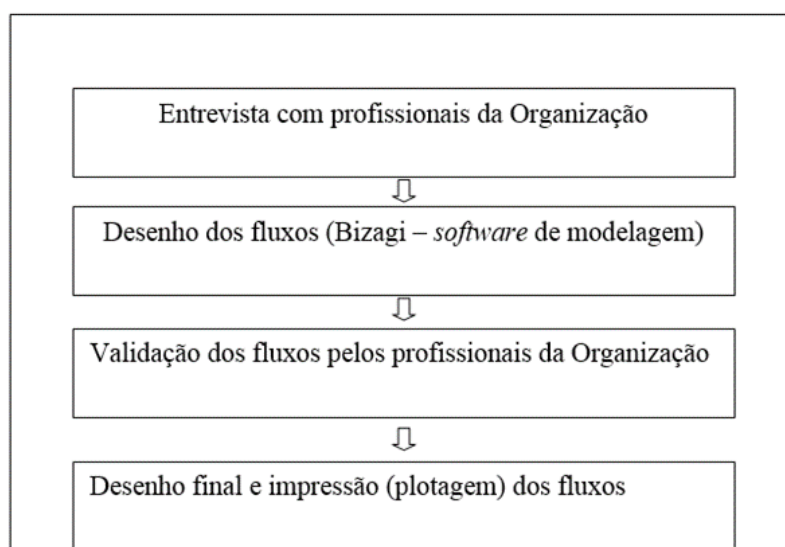 Entrevista com profissionais da Organização
Desenho dos fluxos (Bizagi – software de modelagem)
Validação dos fluxos pelos profissionais da Organização
Desenho final e impressão (plotagem) dos fluxos